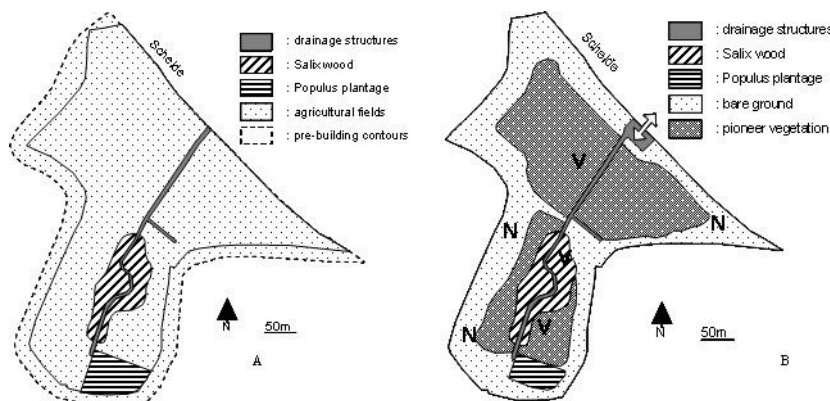 Schelde
: drainage structures
: Salix wood
: Populus plantage
: agricultural fields
: pre-building contours
N
50m
A
Schelde
: drainage structures
: Salix wood
: Populus plantage
: bare ground
: pioneer vegetation
V
N
N
V
V
N
N
50m
B